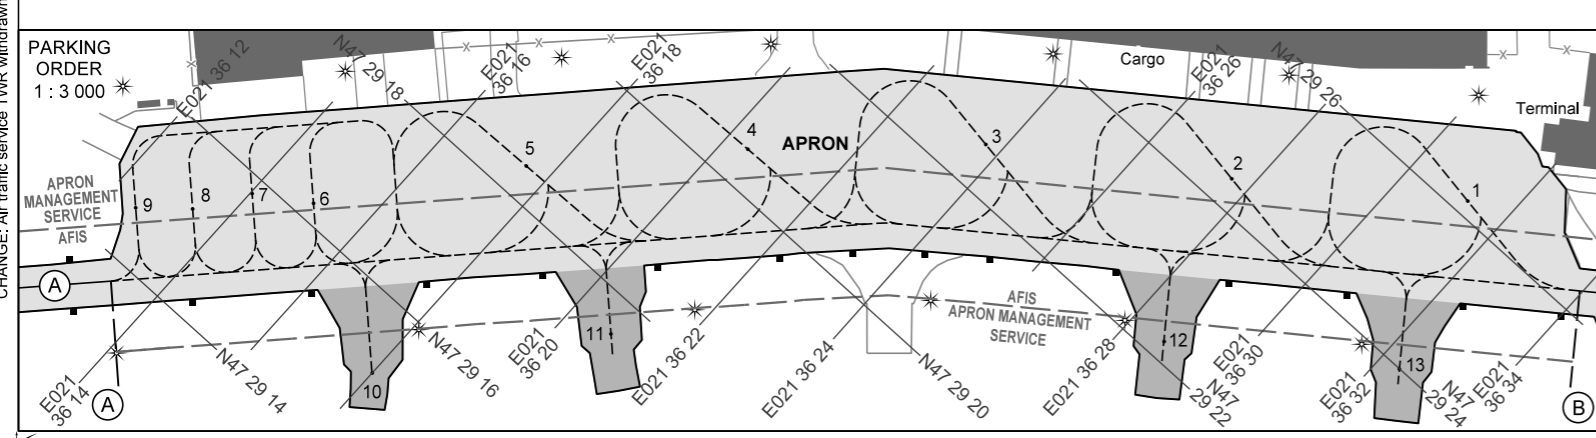 CHANGE: Air traffic service TWR withdrawn
PARKING
ORDER
1 : 3 000
E021 36 12
N47 29 18
E021
36 16
E021
36 18
Cargo
E021
36 26
N47 29 26
Terminal
APRON
5
4
3
2
1
9
8
7
6
APRON
MANAGEMENT
SERVICE
AFIS
A
AFIS
APRON MANAGEMENT
SERVICE
10
11
12
13
E021
36 14
A
N47 29 14
N47 29 16
E021
36 20
E021 36 22
E021 36 24
N47 29 20
E021 36 28
N47
29 22
E021
36 30
E021
36 32
N47
29 24
E021
36 34
B